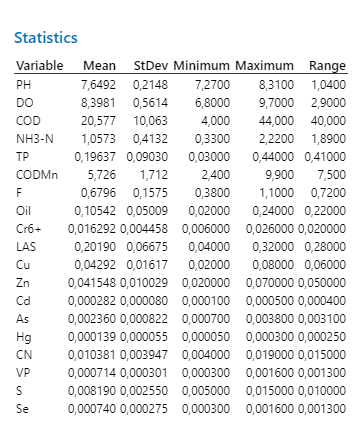 Statistics
Variable Mean StDev Minimum Maximum Range
PH 7,6492 0,2148 7,2700 8,3100 1,0400
DO 8,3981 0,5614 6,8000 9,7000 2,9000
COD 20,577 10,063 4,000 44,000 40,000
NH3-N 1,0573 0,4132 0,3300 2,2200 1,8900
TP 0,19637 0,09030 0,03000 0,44000 0,41000
CODMn 5,726 1,712 2,400 9,900 7,500
F 0,6796 0,1575 0,3800 1,1000 0,7200
Oil 0,10542 0,05009 0,02000 0,24000 0,22000
Cr6+ 0,016292 0,004458 0,006000 0,026000 0,020000
LAS 0,20190 0,06675 0,04000 0,32000 0,28000
Cu 0,04292 0,01617 0,02000 0,08000 0,06000
Zn 0,041548 0,010029 0,020000 0,070000 0,050000
Cd 0,000282 0,000080 0,000100 0,000500 0,000400
As 0,002360 0,000822 0,000700 0,003800 0,003100
Hg 0,000139 0,000055 0,000050 0,000300 0,000250
CN 0,010381 0,003947 0,004000 0,019000 0,015000
VP 0,000714 0,000301 0,000300 0,001600 0,001300
S 0,008190 0,002550 0,005000 0,015000 0,010000
Se 0,000740 0,000275 0,000300 0,001600 0,001300